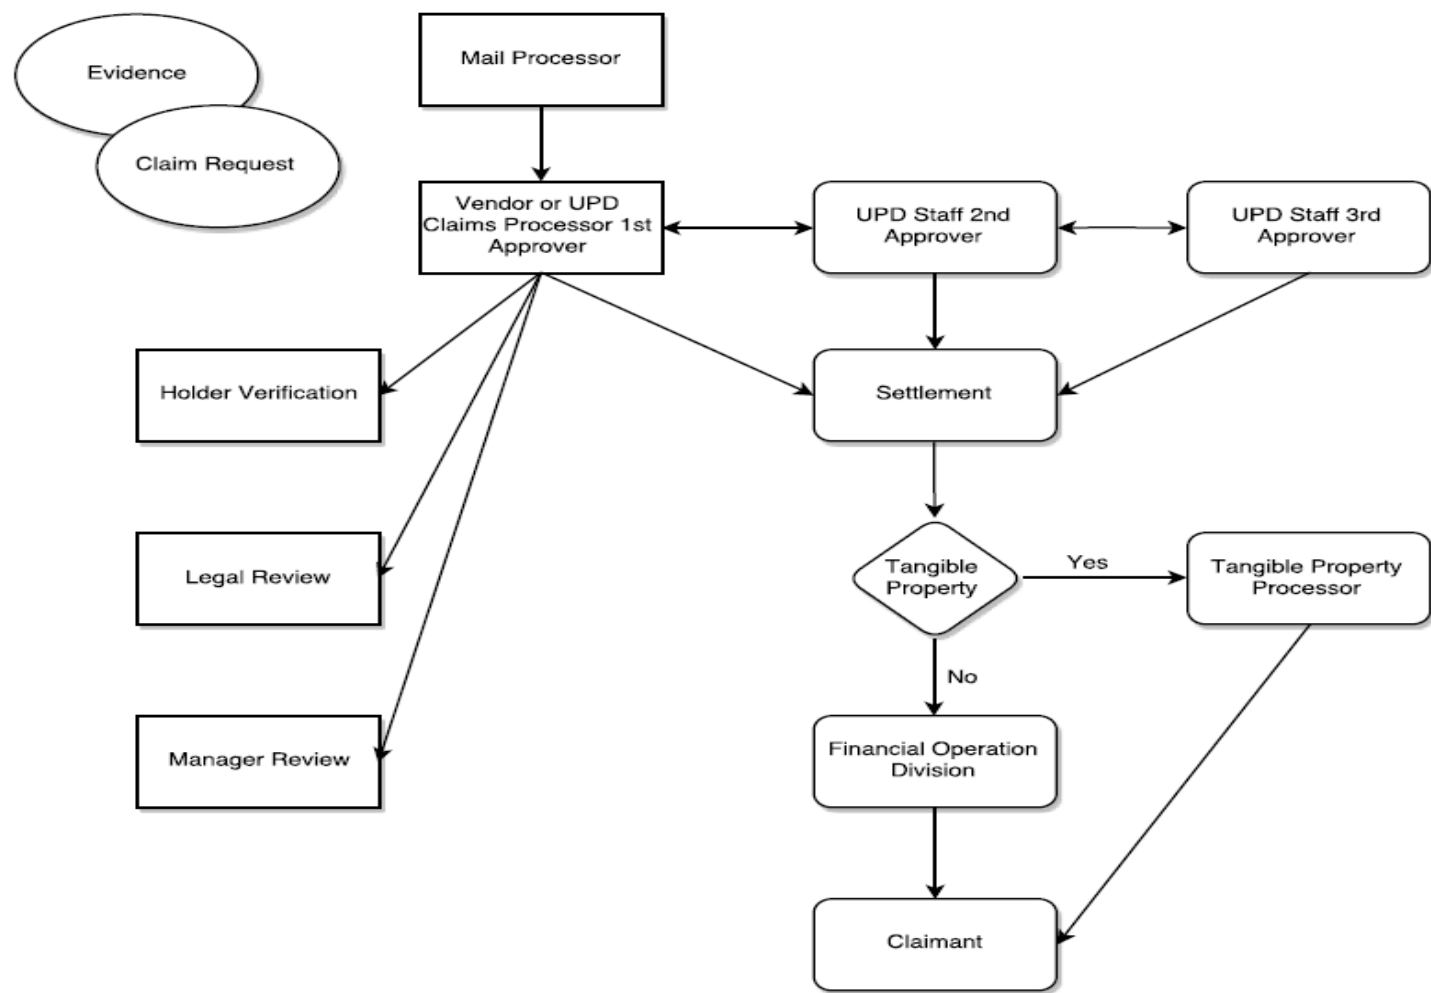 Evidence
Mail Processor
Claim Request
Vendor or UPD
Claims Processor 1st
Approver
UPD Staff 2nd
Approver
UPD Staff 3rd
Approver
Holder Verification
Settlement
Legal Review
Tangible
Property
Yes
Tangible Property
Processor
No
Manager Review
Financial Operation
Division
Claimant